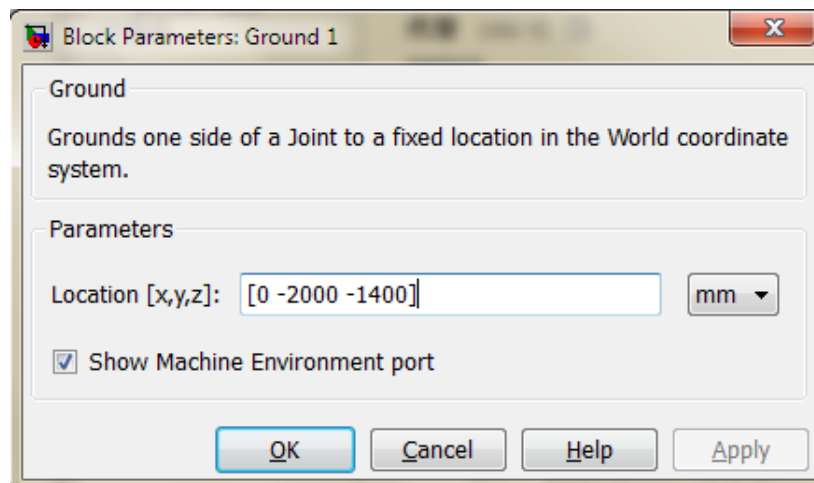 Block Parameters: Ground 1
Ground
Grounds one side of a Joint to a fixed location in the World coordinate
system.
Parameters
Location [x,y,z]: [0 -2000 -1400] mm
Show Machine Environment port
OK Cancel Help Apply